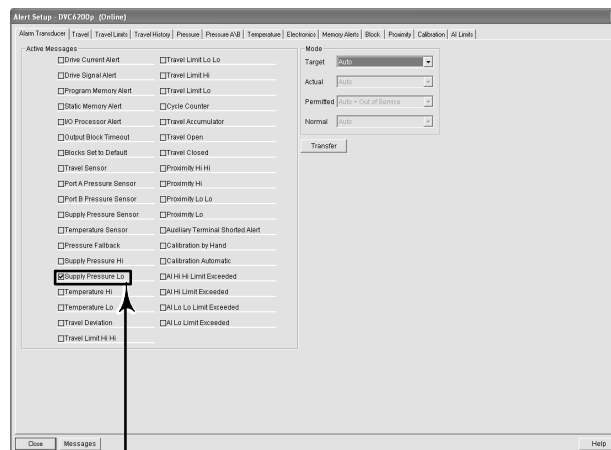 Alert Setup - DVC6200p (Online)
Alarm Transducer Travel Travel Limits Travel History Pressure Pressure A\B Temperature Electronics Memory Alerts Block Proximity Calibration AI Limits
Active Messages
Drive Current Alert
Drive Signal Alert
Program Memory Alert
Static Memory Alert
I/O Processor Alert
Output Block Timeout
Blocks Set to Default
Travel Sensor
Port A Pressure Sensor
Port B Pressure Sensor
Supply Pressure Sensor
Temperature Sensor
Pressure Fallback
Supply Pressure Hi
Supply Pressure Lo
Temperature Hi
Temperature Lo
Travel Deviation
Travel Limit Hi Hi
Travel Limit Lo Lo
Travel Limit Hi
Travel Limit Lo
Cycle Counter
Travel Accumulator
Travel Open
Travel Closed
Proximity Hi Hi
Proximity Hi
Proximity Lo Lo
Proximity Lo
Auxiliary Terminal Shorted Alert
Calibration by Hand
Calibration Automatic
AI Hi Hi Limit Exceeded
AI Hi Limit Exceeded
AI Lo Lo Limit Exceeded
AI Lo Limit Exceeded
Mode
Target Auto
Actual Auto
Permitted Auto + Out of Service
Normal Auto
Transfer
Close Messages Help